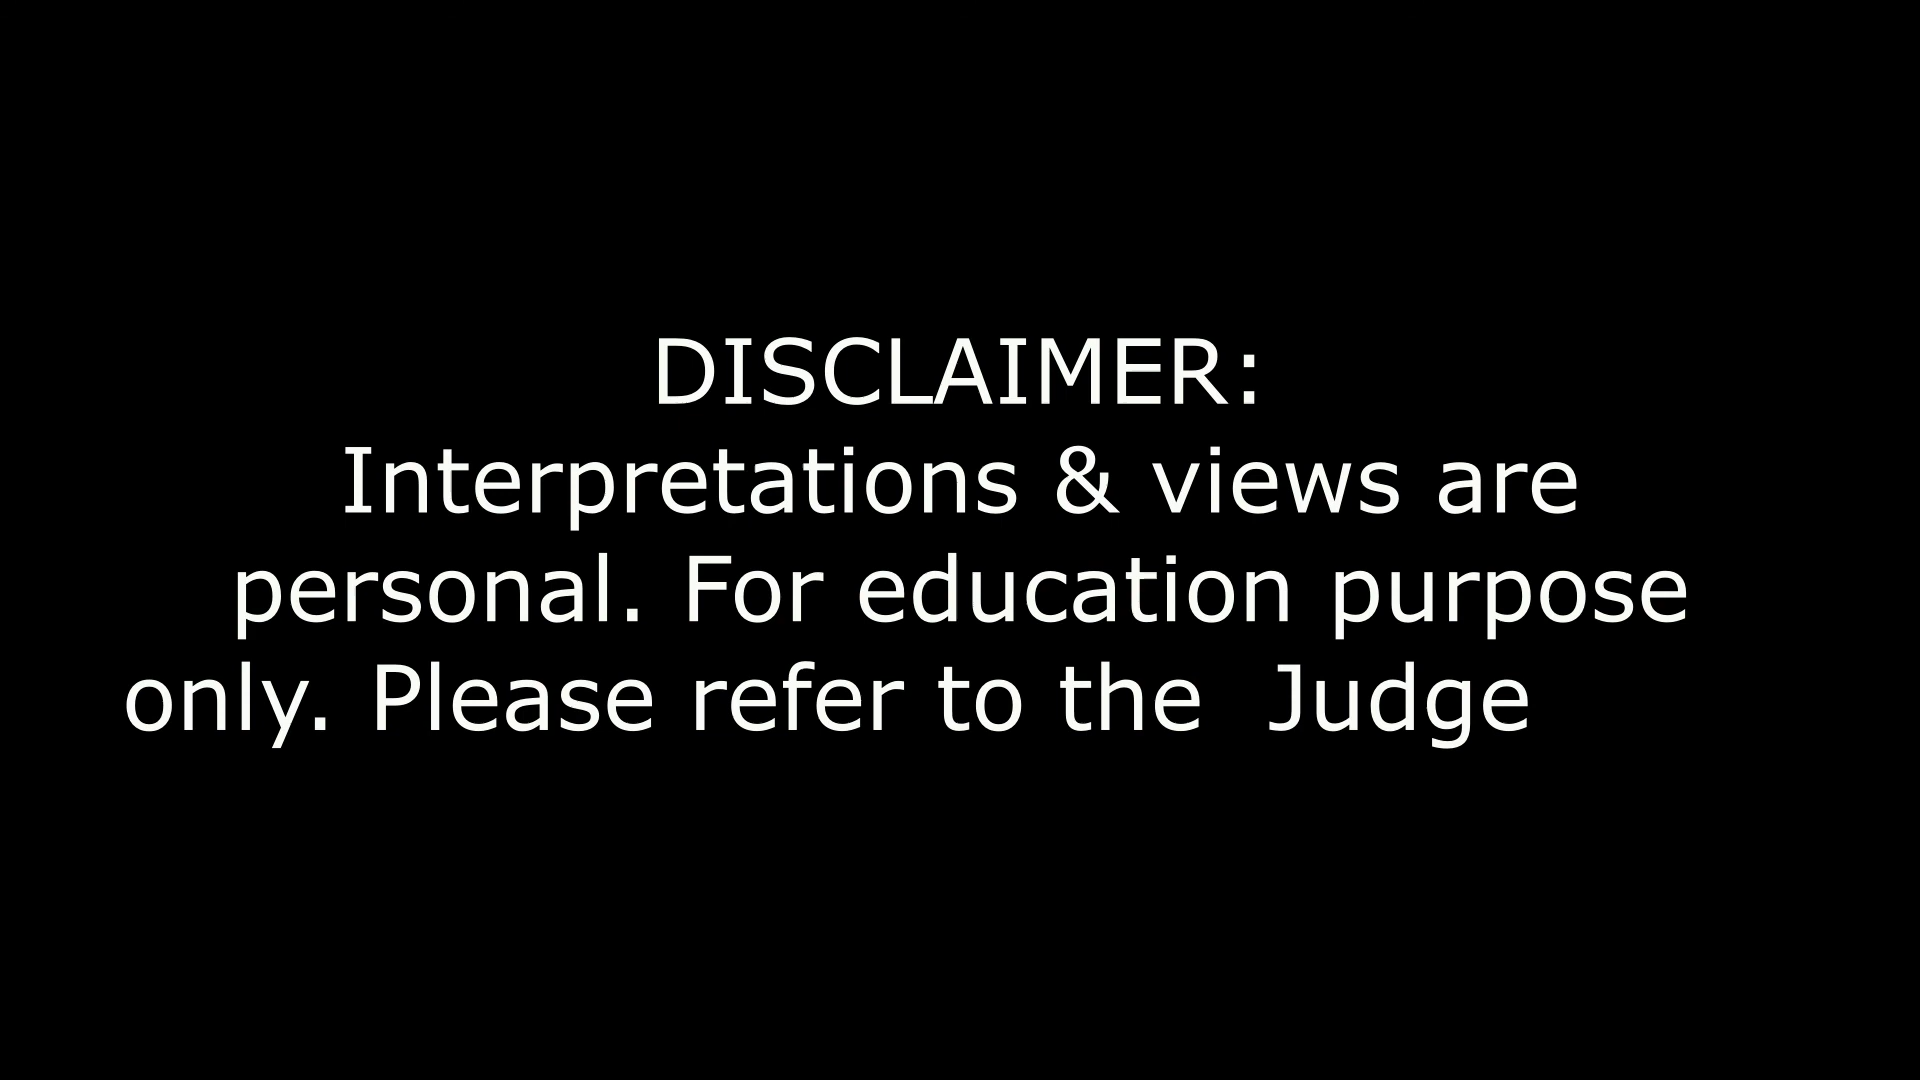 DISCLAIMER:
Interpretations & views are
personal. For education purpose
only. Please refer to the  Judge